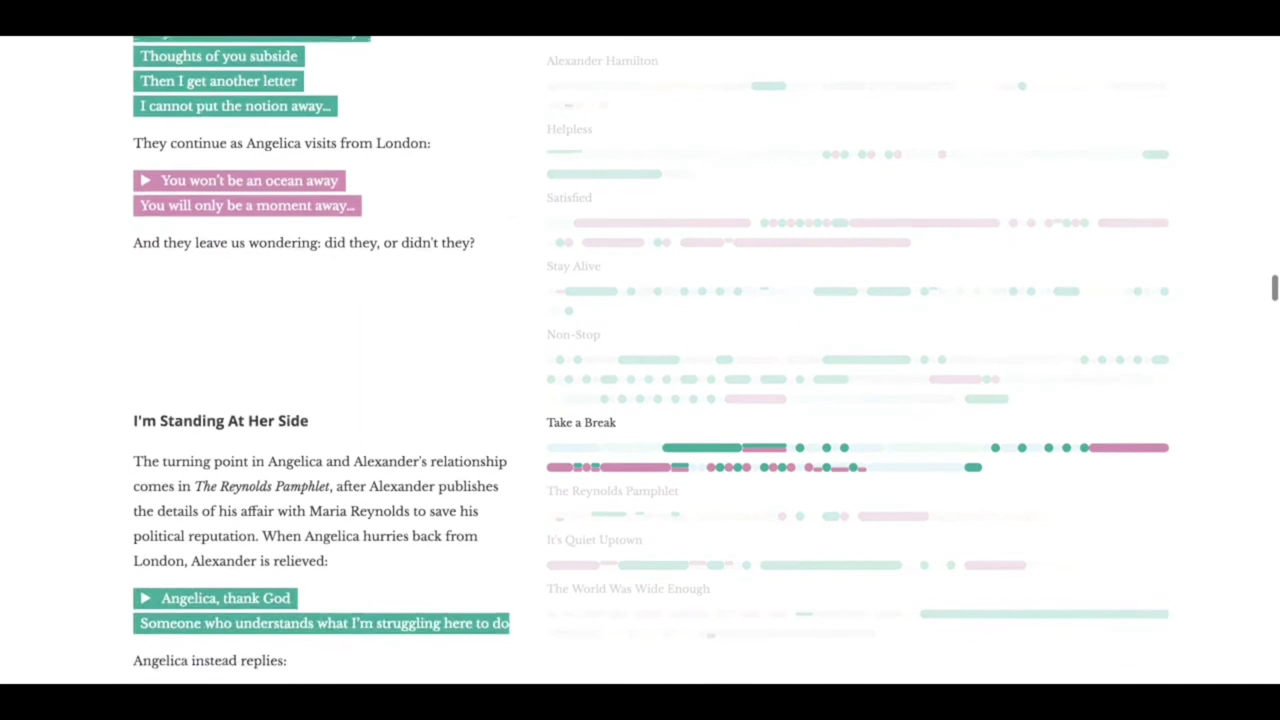 Thoughts of you subside
Then I get another letter
I cannot put the notion away…
They continue as Angelica visits from London:
You won't be an ocean away
You will only be a moment away…
And they leave us wondering: did they, or didn't they?
I'm Standing At Her Side
The turning point in Angelica and Alexander's relationship
comes in The Reynolds Pamphlet, after Alexander publishes
the details of his affair with Maria Reynolds to save his
political reputation. When Angelica hurries back from
London, Alexander is relieved:
Angelica, thank God
Someone who understands what I'm struggling here to do
Angelica instead replies:
Alexander Hamilton
Helpless
Satisfied
Stay Alive
Non-Stop
Take a Break
The Reynolds Pamphlet
It's Quiet Uptown
The World Was Wide Enough